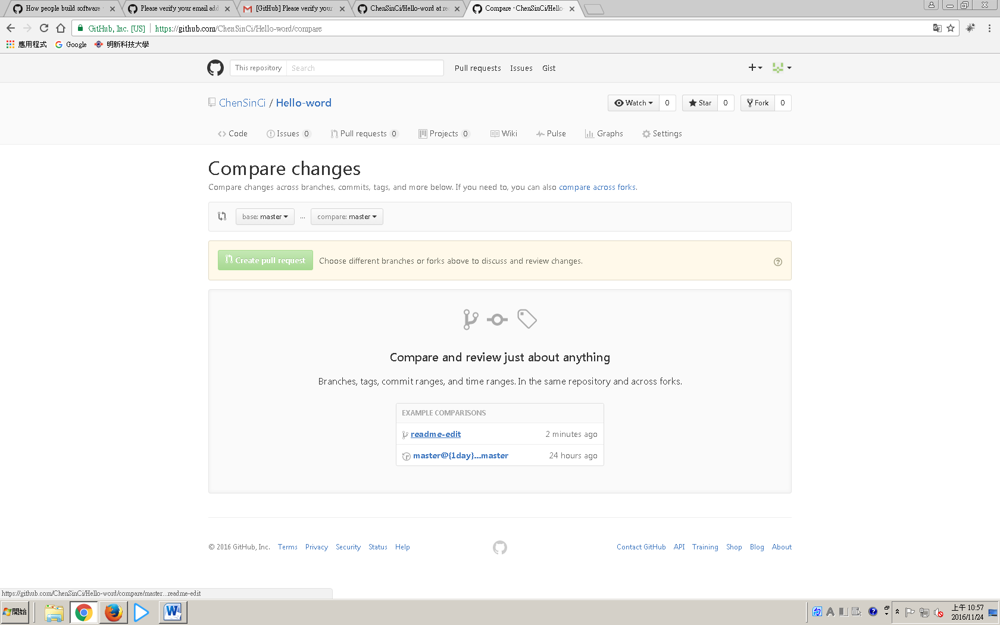 How people build software
Please verify your email add
[GitHub] Please verify your
ChenSinCi/Hello-word at re
Compare · ChenSinCi/Hello-
GitHub, Inc. [US]
https://github.com/ChenSinCi/Hello-word/compare
應用程式
Google
明新科技大學
This repository
Search
Pull requests
Issues
Gist
ChenSinCi / Hello-word
Watch 0
Star 0
Fork 0
Code
Issues 0
Pull requests 0
Projects 0
Wiki
Pulse
Graphs
Settings
Compare changes
Compare changes across branches, commits, tags, and more below. If you need to, you can also compare across forks.
base: master
...
compare: master
Create pull request
Choose different branches or forks above to discuss and review changes.
Compare and review just about anything
Branches, tags, commit ranges, and time ranges. In the same repository and across forks.
EXAMPLE COMPARISONS
readme-edit
2 minutes ago
master@{1day}...master
24 hours ago
© 2016 GitHub, Inc.
Terms
Privacy
Security
Status
Help
Contact GitHub
API
Training
Shop
Blog
About
https://github.com/ChenSinCi/Hello-word/compare/master...readme-edit
開始
上午 10:57
2016/11/24